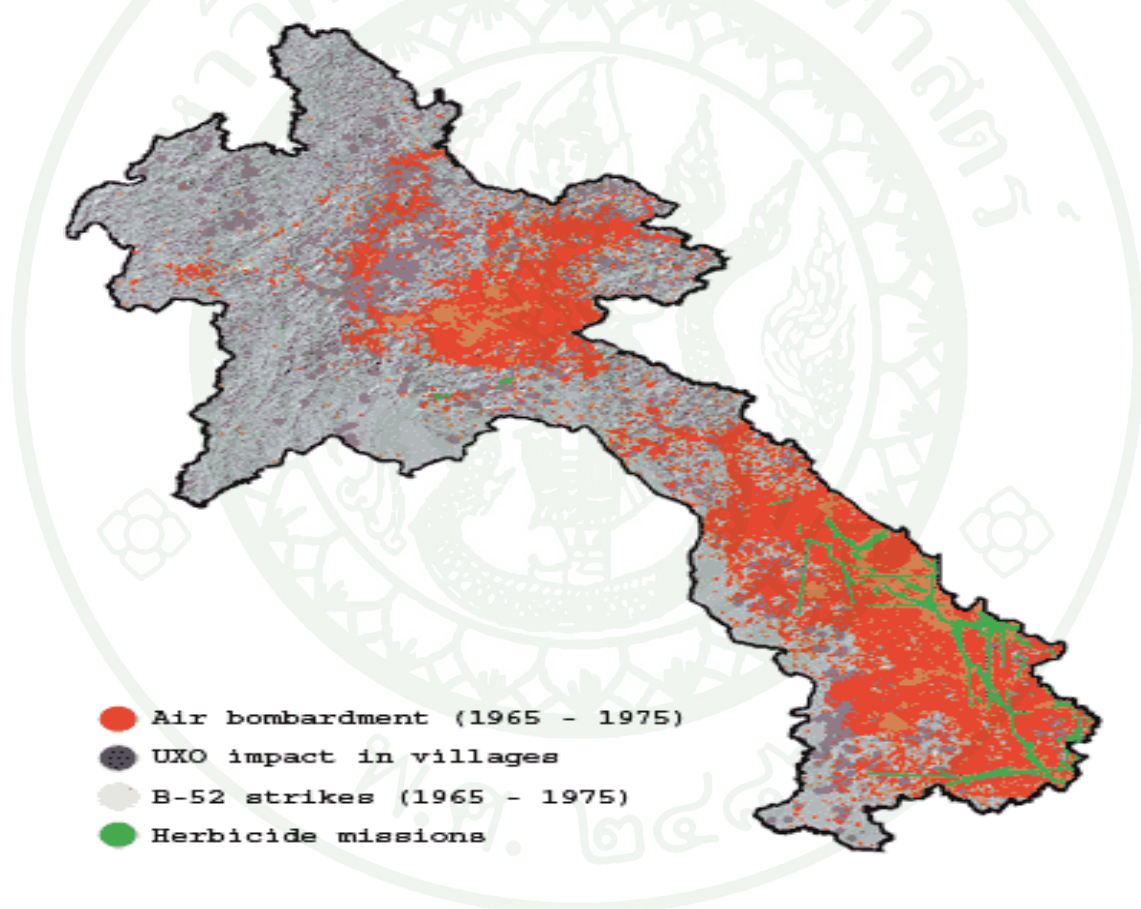 Air bombardment (1965 - 1975)
UXO impact in villages
B-52 strikes (1965 - 1975)
Herbicide missions